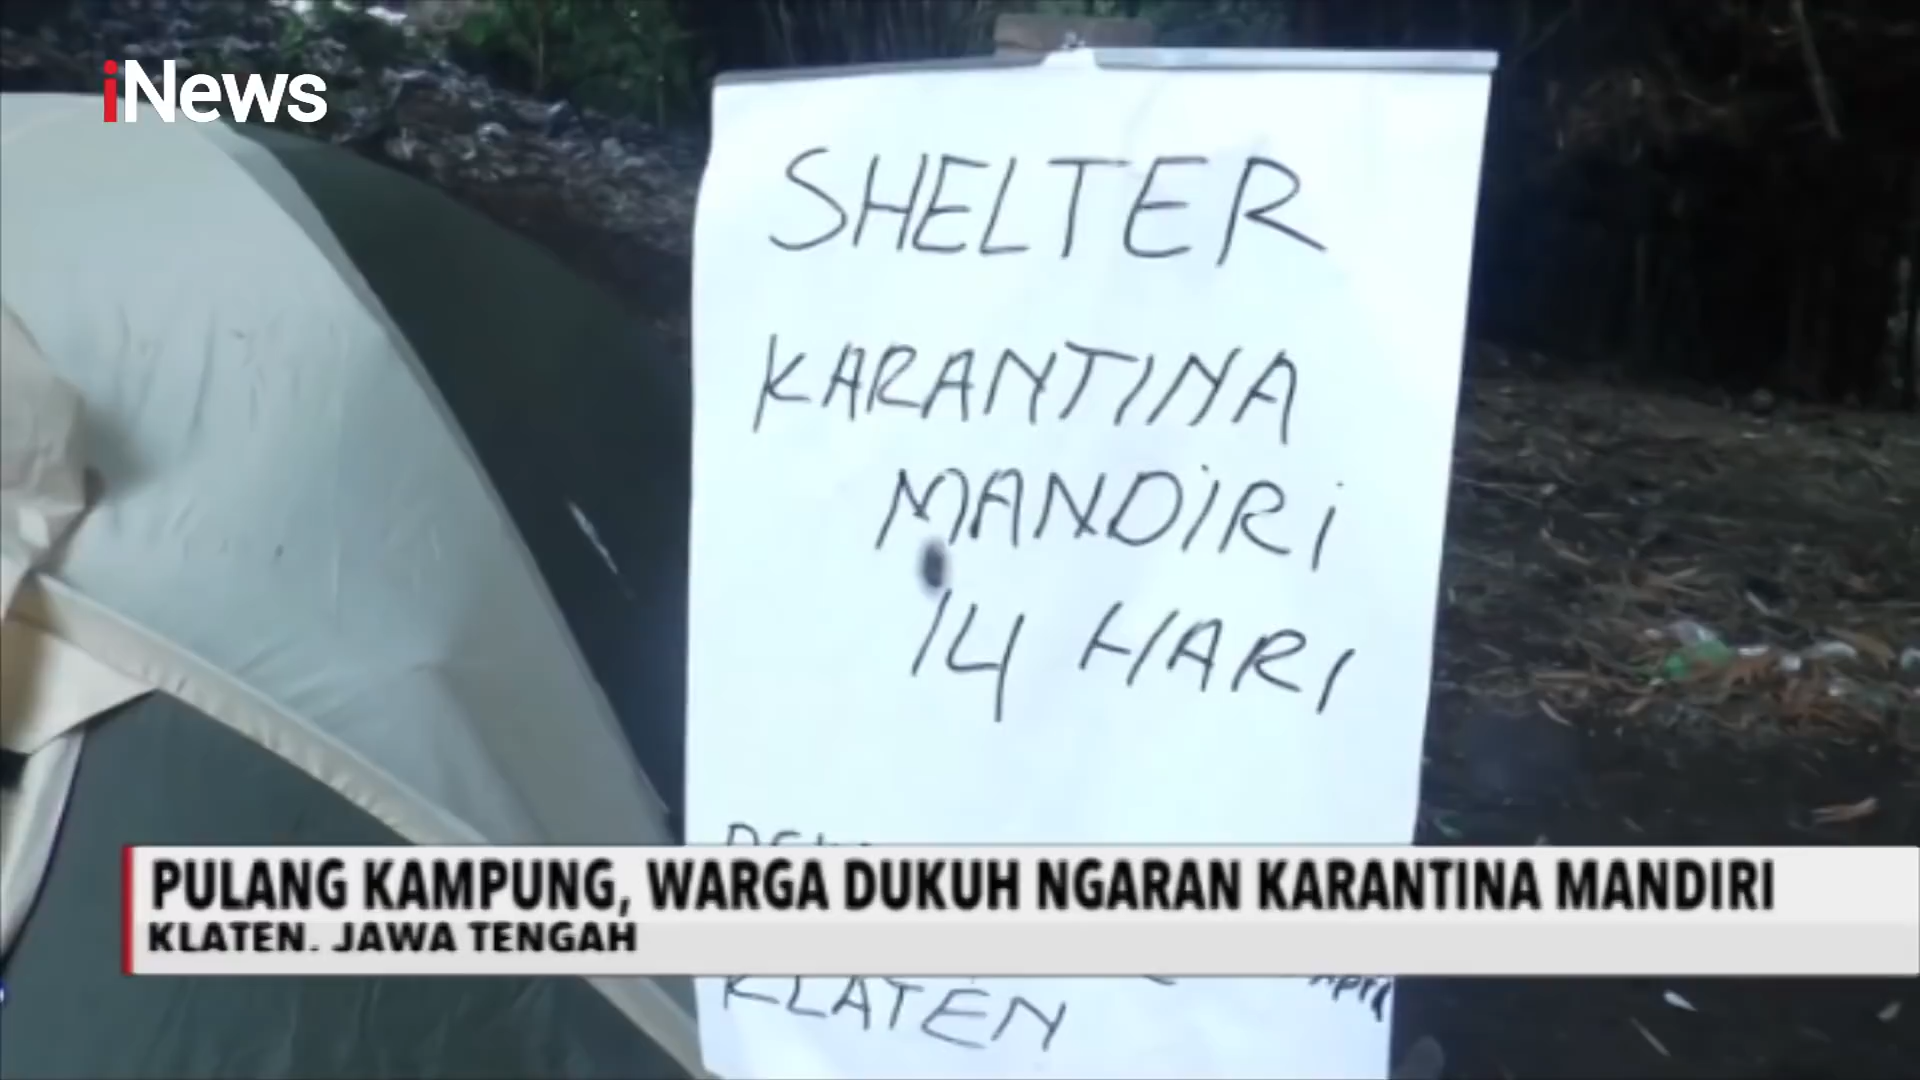 iNews
SHELTER
KARANTINA
MANDIRI
14 HARI
PULANG KAMPUNG, WARGA DUKUH NGARAN KARANTINA MANDIRI
KLATEN, JAWA TENGAH
KLATEN